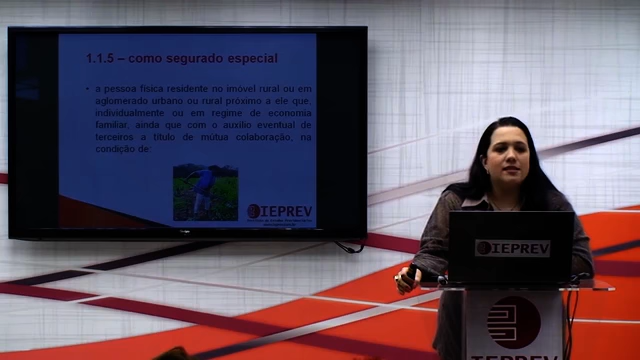 1.1.5 – como segurado especial
• a pessoa física residente no imóvel rural ou em
aglomerado urbano ou rural próximo a ele que,
individualmente ou em regime de economia
familiar, ainda que com o auxílio eventual de
terceiros a título de mútua colaboração, na
condição de:
IEPREV
IEPREV
IEPREV